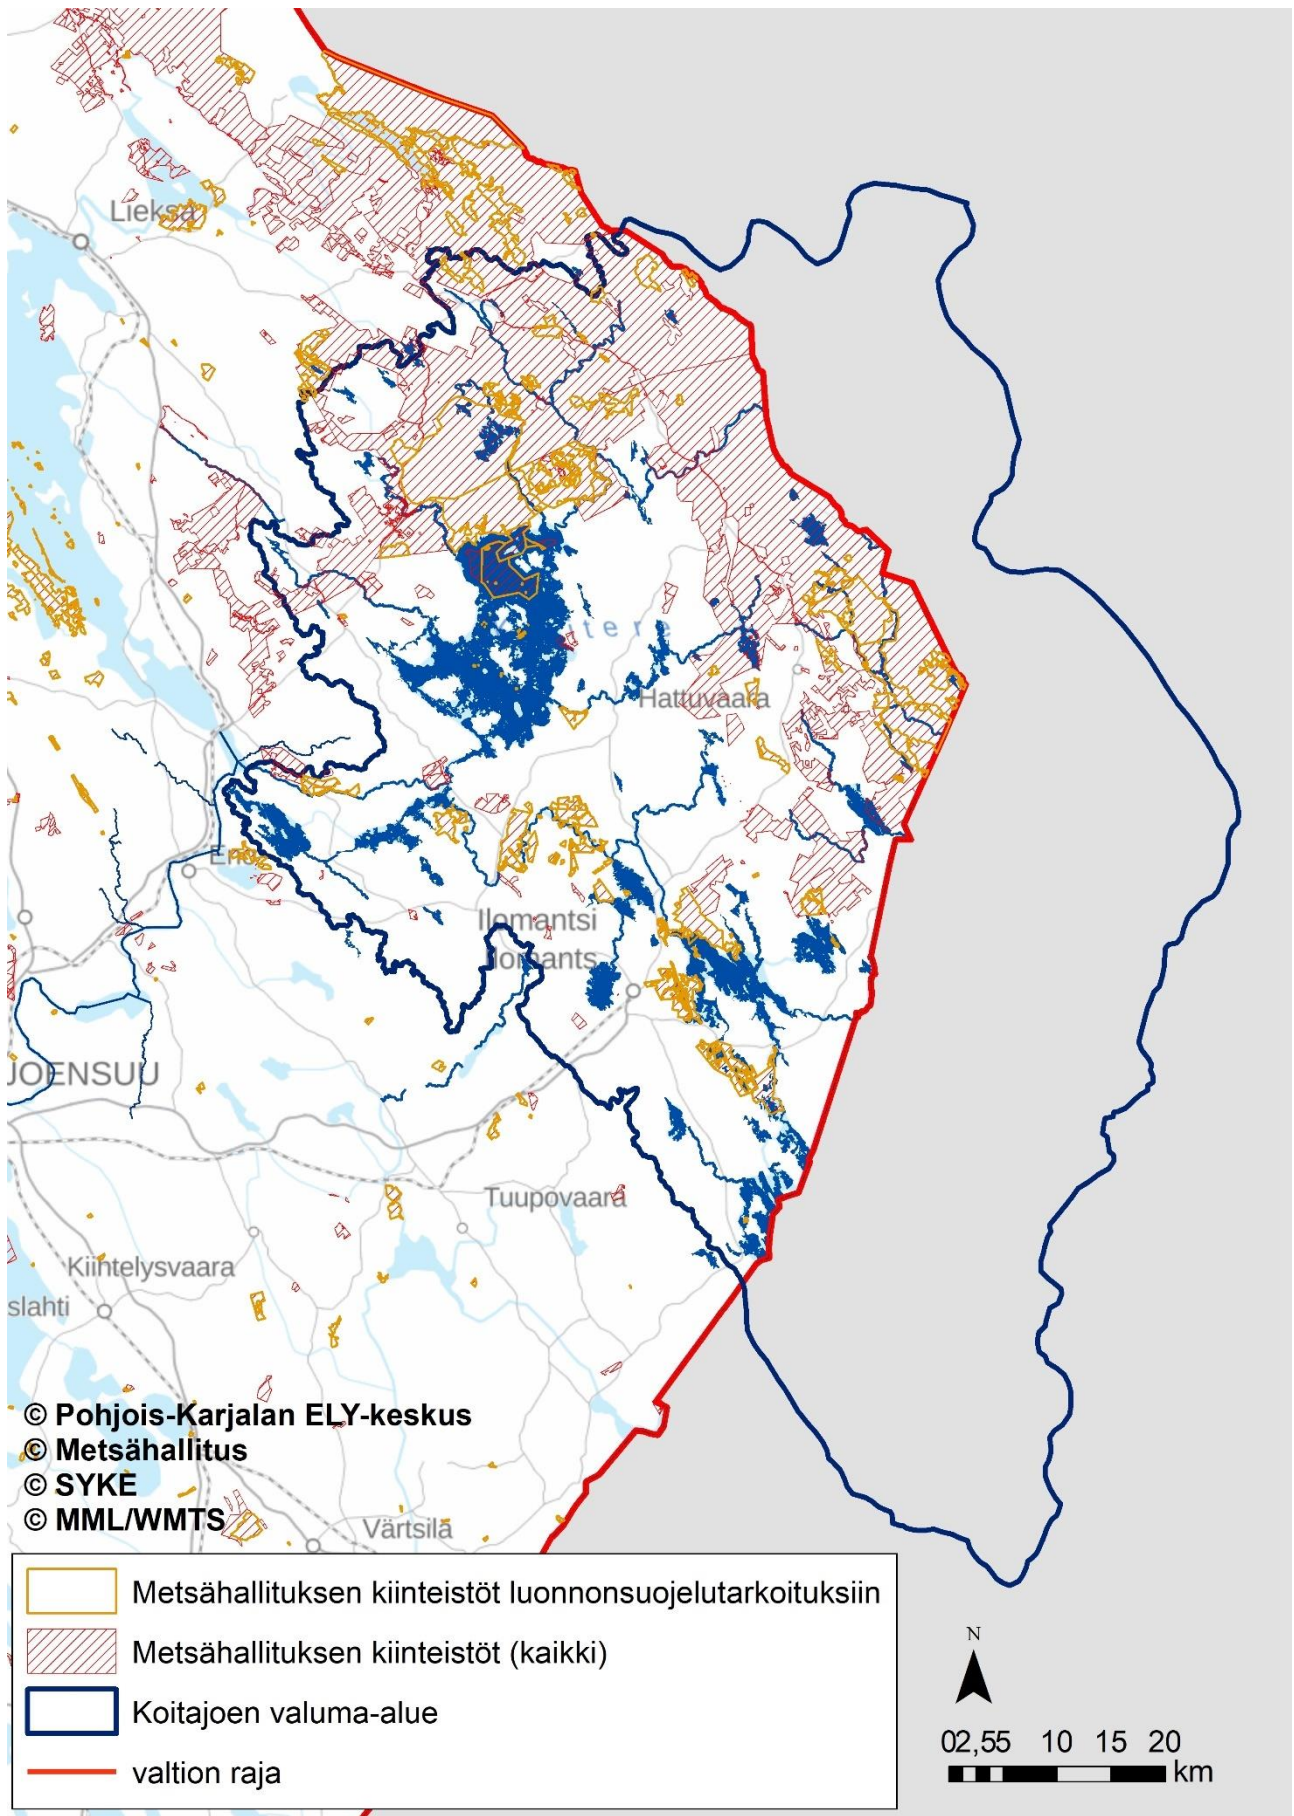 Lieksa
t e r e
Hattuvaara
Eno
Ilomantsi
Ilomants
JOENSUU
Tuupovaara
Kiihtelysvaara
slahti
© Pohjois-Karjalan ELY-keskus
© Metsähallitus
© SYKE
© MML/WMTS
Värtsilä
Metsähallituksen kiinteistöt luonnonsuojelutarkoituksiin
Metsähallituksen kiinteistöt (kaikki)
Koitajoen valuma-alue
valtion raja
N
02,55 10 15 20
km